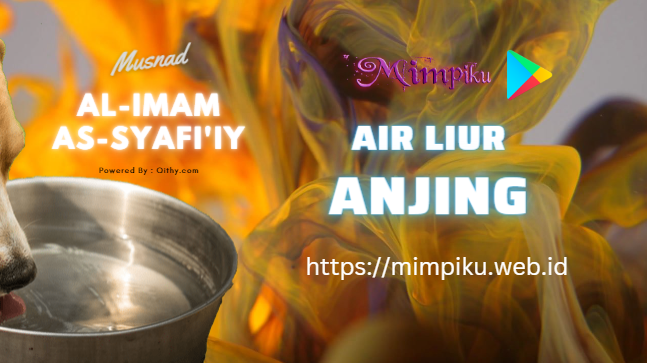 Musnad
AL-IMAM
AS-SYAFI'IY
Powered By : Qithy.com
Mimpiku
AIR LIUR
ANJING
https://mimpiku.web.id